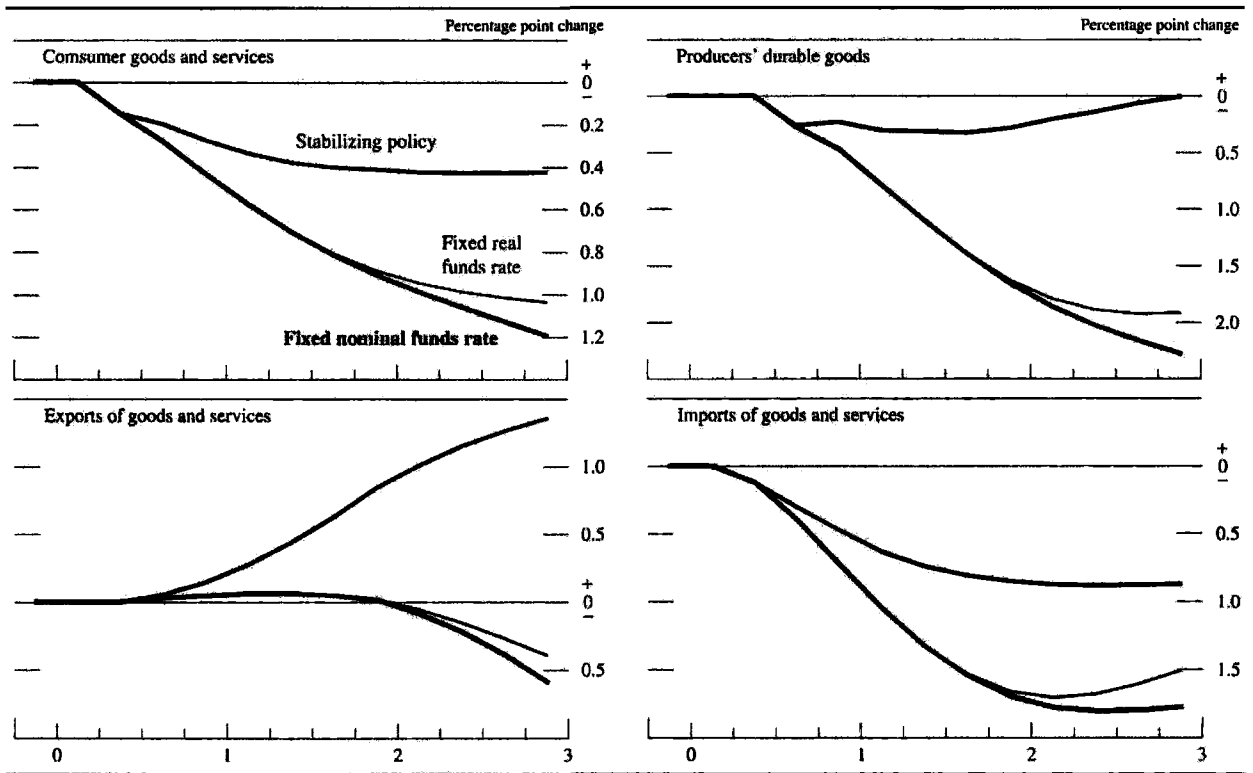 Percentage point change
Comsumer goods and services
+
0
−
0.2
Stabilizing policy
0.4
0.6
Fixed real
funds rate
0.8
1.0
Fixed nominal funds rate
1.2
Percentage point change
Producers' durable goods
+
0
−
0.5
1.0
1.5
2.0
Exports of goods and services
1.0
0.5
+
0
−
0.5
0 1 2 3
Imports of goods and services
+
0
−
0.5
1.0
1.5
0 1 2 3